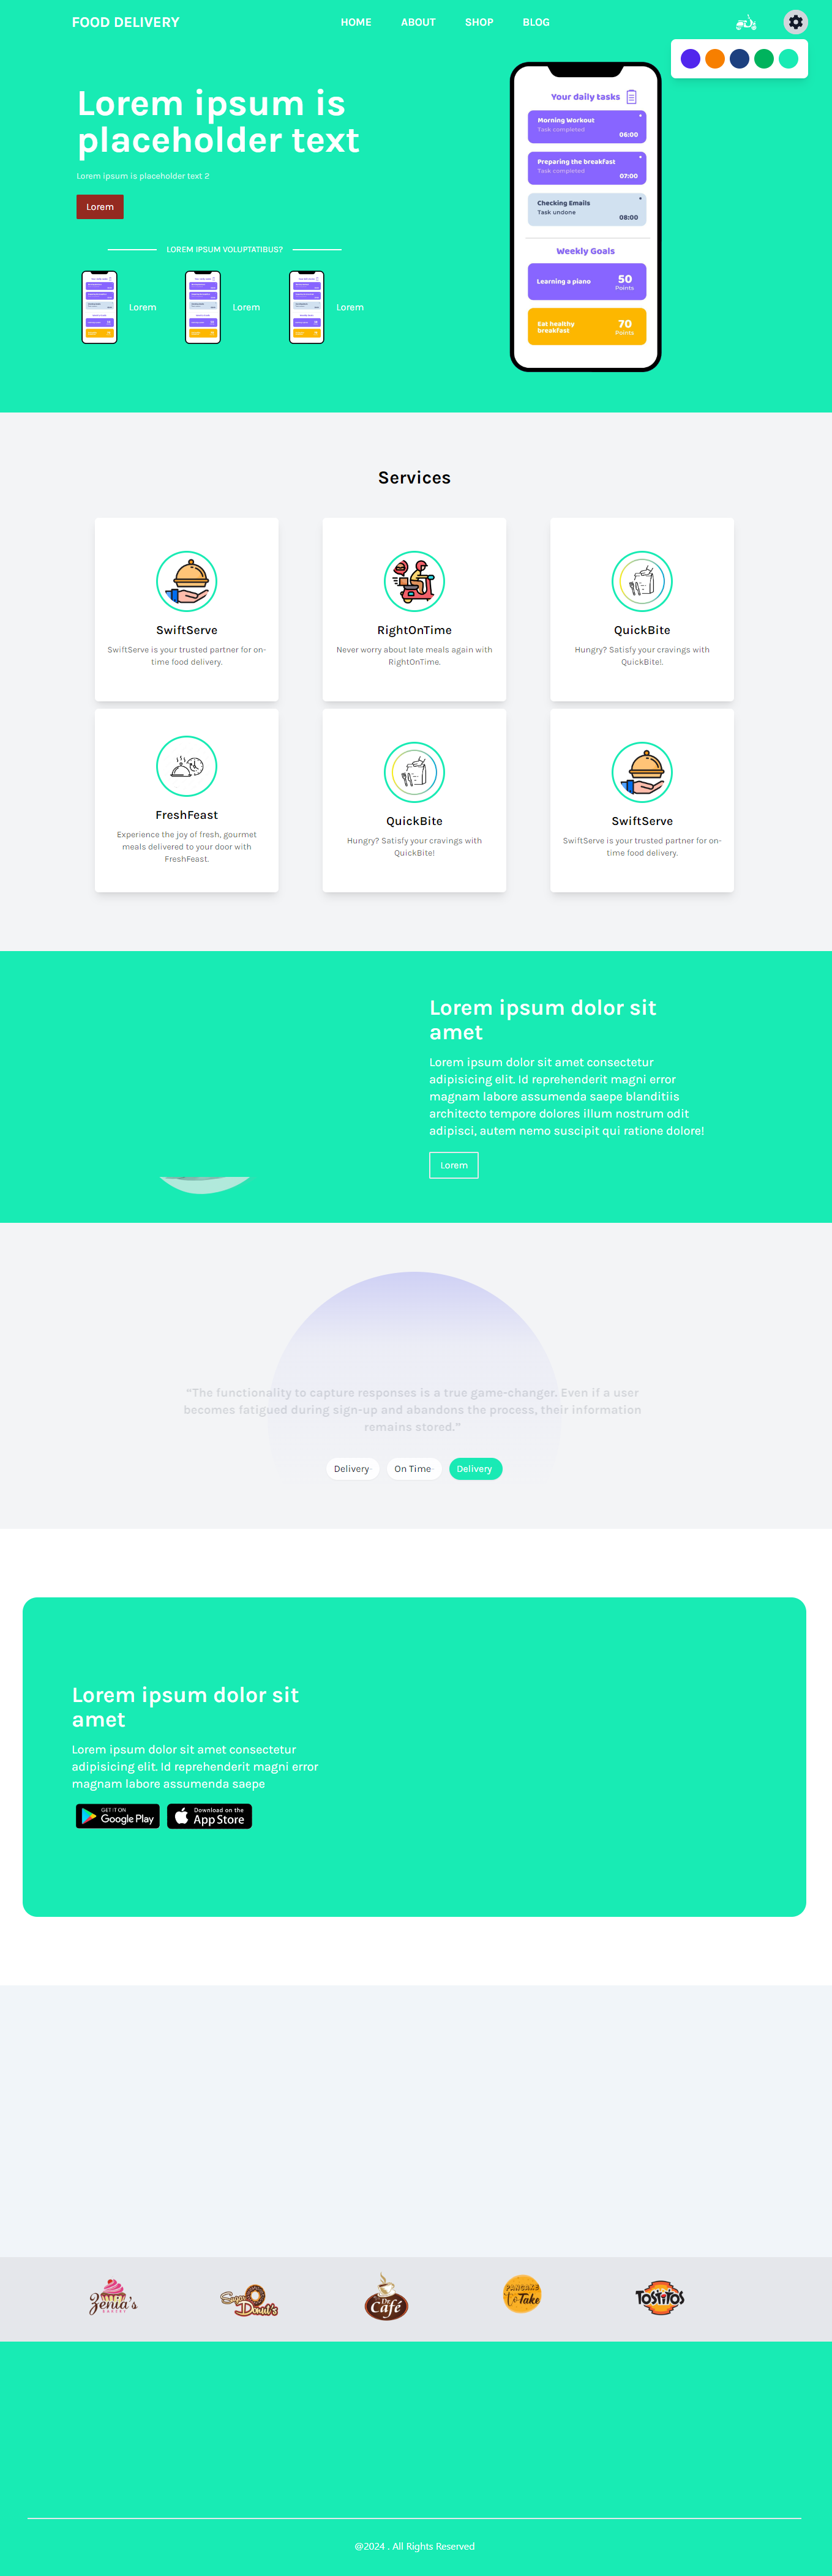 FOOD DELIVERY
HOME
ABOUT
SHOP
BLOG
Lorem ipsum is
placeholder text
Lorem ipsum is placeholder text 2
Lorem
LOREM IPSUM VOLUPTATIBUS?
Lorem
Lorem
Lorem
Your daily tasks
Morning Workout
Task completed
06:00
Preparing the breakfast
Task completed
07:00
Checking Emails
Task undone
08:00
Weekly Goals
Learning a piano
50
Points
Eat healthy
breakfast
70
Points
Services
SwiftServe
SwiftServe is your trusted partner for on-
time food delivery.
RightOnTime
Never worry about late meals again with
RightOnTime.
QuickBite
Hungry? Satisfy your cravings with
QuickBite!.
FreshFeast
Experience the joy of fresh, gourmet
meals delivered to your door with
FreshFeast.
QuickBite
Hungry? Satisfy your cravings with
QuickBite!
SwiftServe
SwiftServe is your trusted partner for on-
time food delivery.
Lorem ipsum dolor sit
amet
Lorem ipsum dolor sit amet consectetur
adipisicing elit. Id reprehenderit magni error
magnam labore assumenda saepe blanditiis
architecto tempore dolores illum nostrum odit
adipisci, autem nemo suscipit qui ratione dolore!
Lorem
“The functionality to capture responses is a true game-changer. Even if a user
becomes fatigued during sign-up and abandons the process, their information
remains stored.”
Delivery
On Time
Delivery
Lorem ipsum dolor sit
amet
Lorem ipsum dolor sit amet consectetur
adipisicing elit. Id reprehenderit magni error
magnam labore assumenda saepe
GET IT ON
Google Play
Download on the
App Store
Zenia's
BAKERY
Sugar
Donut's
Dr.
Café
PANCAKE
To Take
TOSTITOS
@2024 . All Rights Reserved